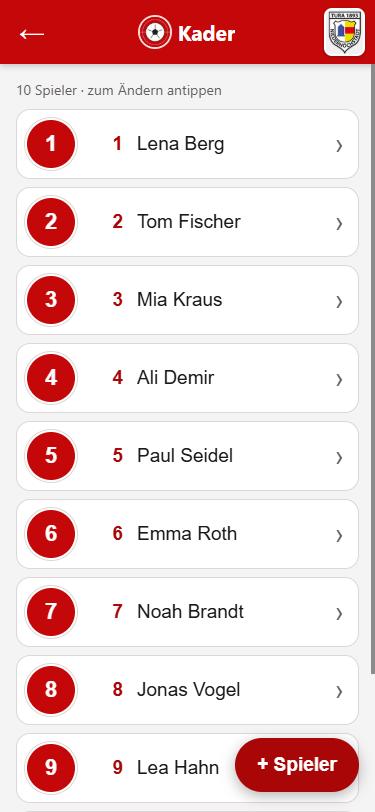 ← Kader
TURA 1893
10 Spieler · zum Ändern antippen
1 1 Lena Berg ›
2 2 Tom Fischer ›
3 3 Mia Kraus ›
4 4 Ali Demir ›
5 5 Paul Seidel ›
6 6 Emma Roth ›
7 7 Noah Brandt ›
8 8 Jonas Vogel ›
9 9 Lea Hahn
+ Spieler